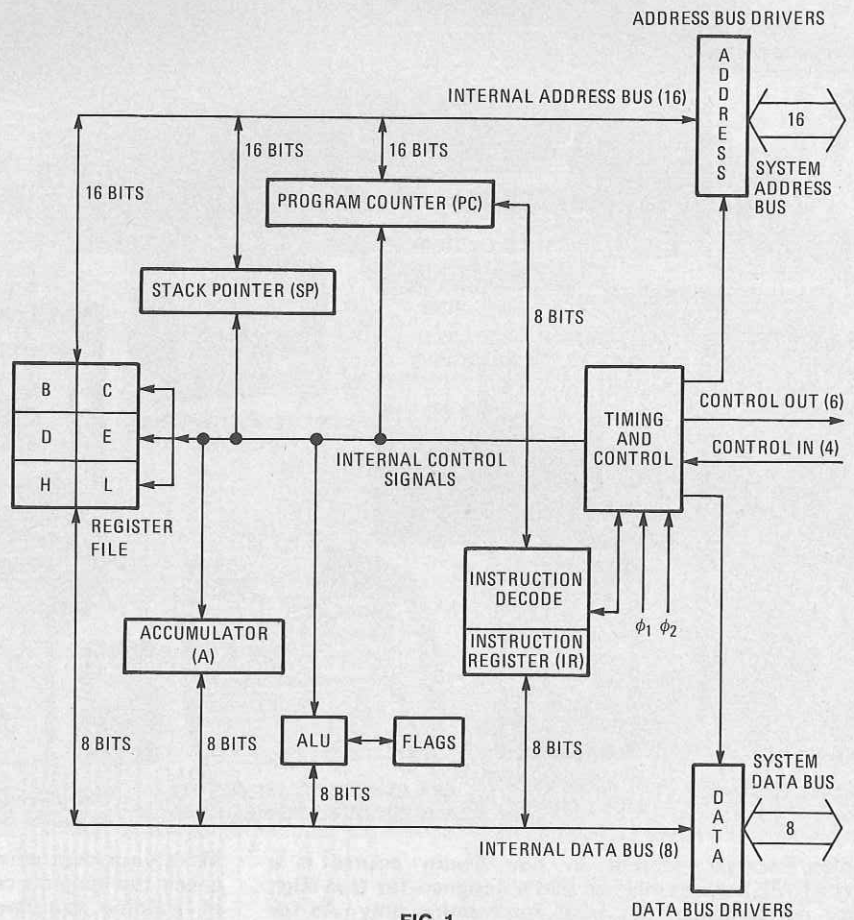 ADDRESS BUS DRIVERS
ADDRESS
INTERNAL ADDRESS BUS (16)
16
SYSTEM
ADDRESS
BUS
16 BITS
16 BITS
16 BITS
PROGRAM COUNTER (PC)
STACK POINTER (SP)
8 BITS
B C
D E
H L
REGISTER
FILE
INTERNAL CONTROL
SIGNALS
TIMING
AND
CONTROL
CONTROL OUT (6)
CONTROL IN (4)
ϕ1 ϕ2
INSTRUCTION
DECODE
INSTRUCTION
REGISTER (IR)
ACCUMULATOR
(A)
ALU
FLAGS
8 BITS
8 BITS
8 BITS
8 BITS
SYSTEM
DATA BUS
DATA
8
INTERNAL DATA BUS (8)
DATA BUS DRIVERS
FIG. 1